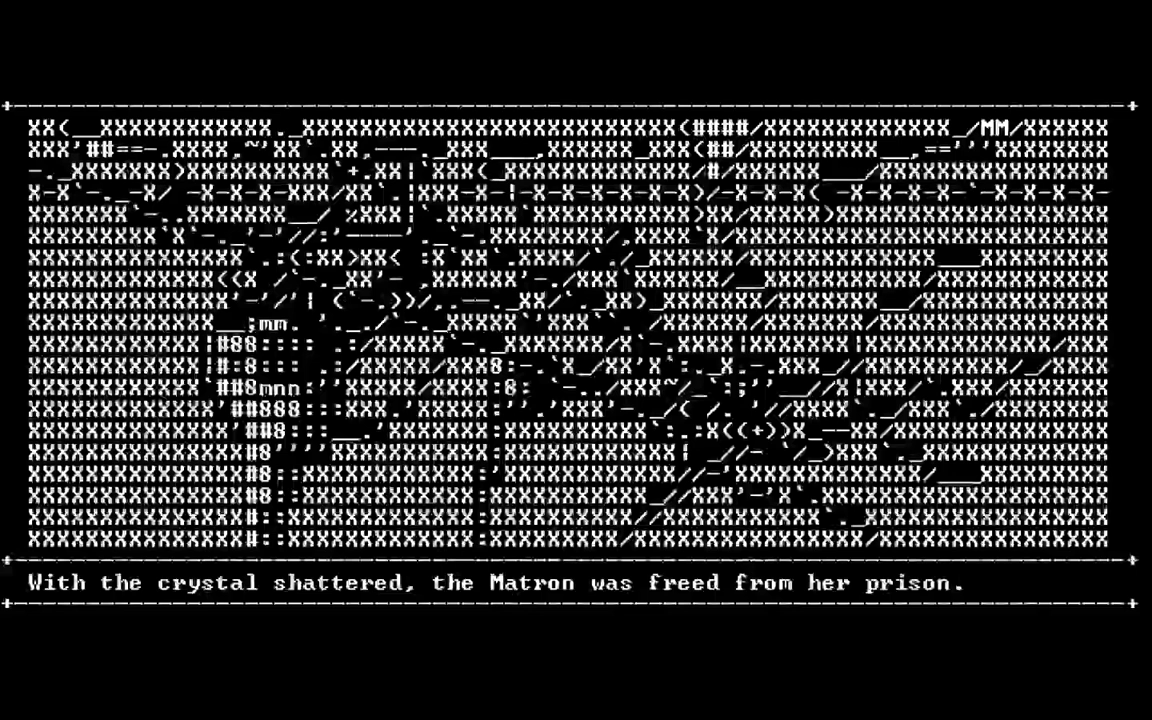 With the crystal shattered, the Matron was freed from her prison.